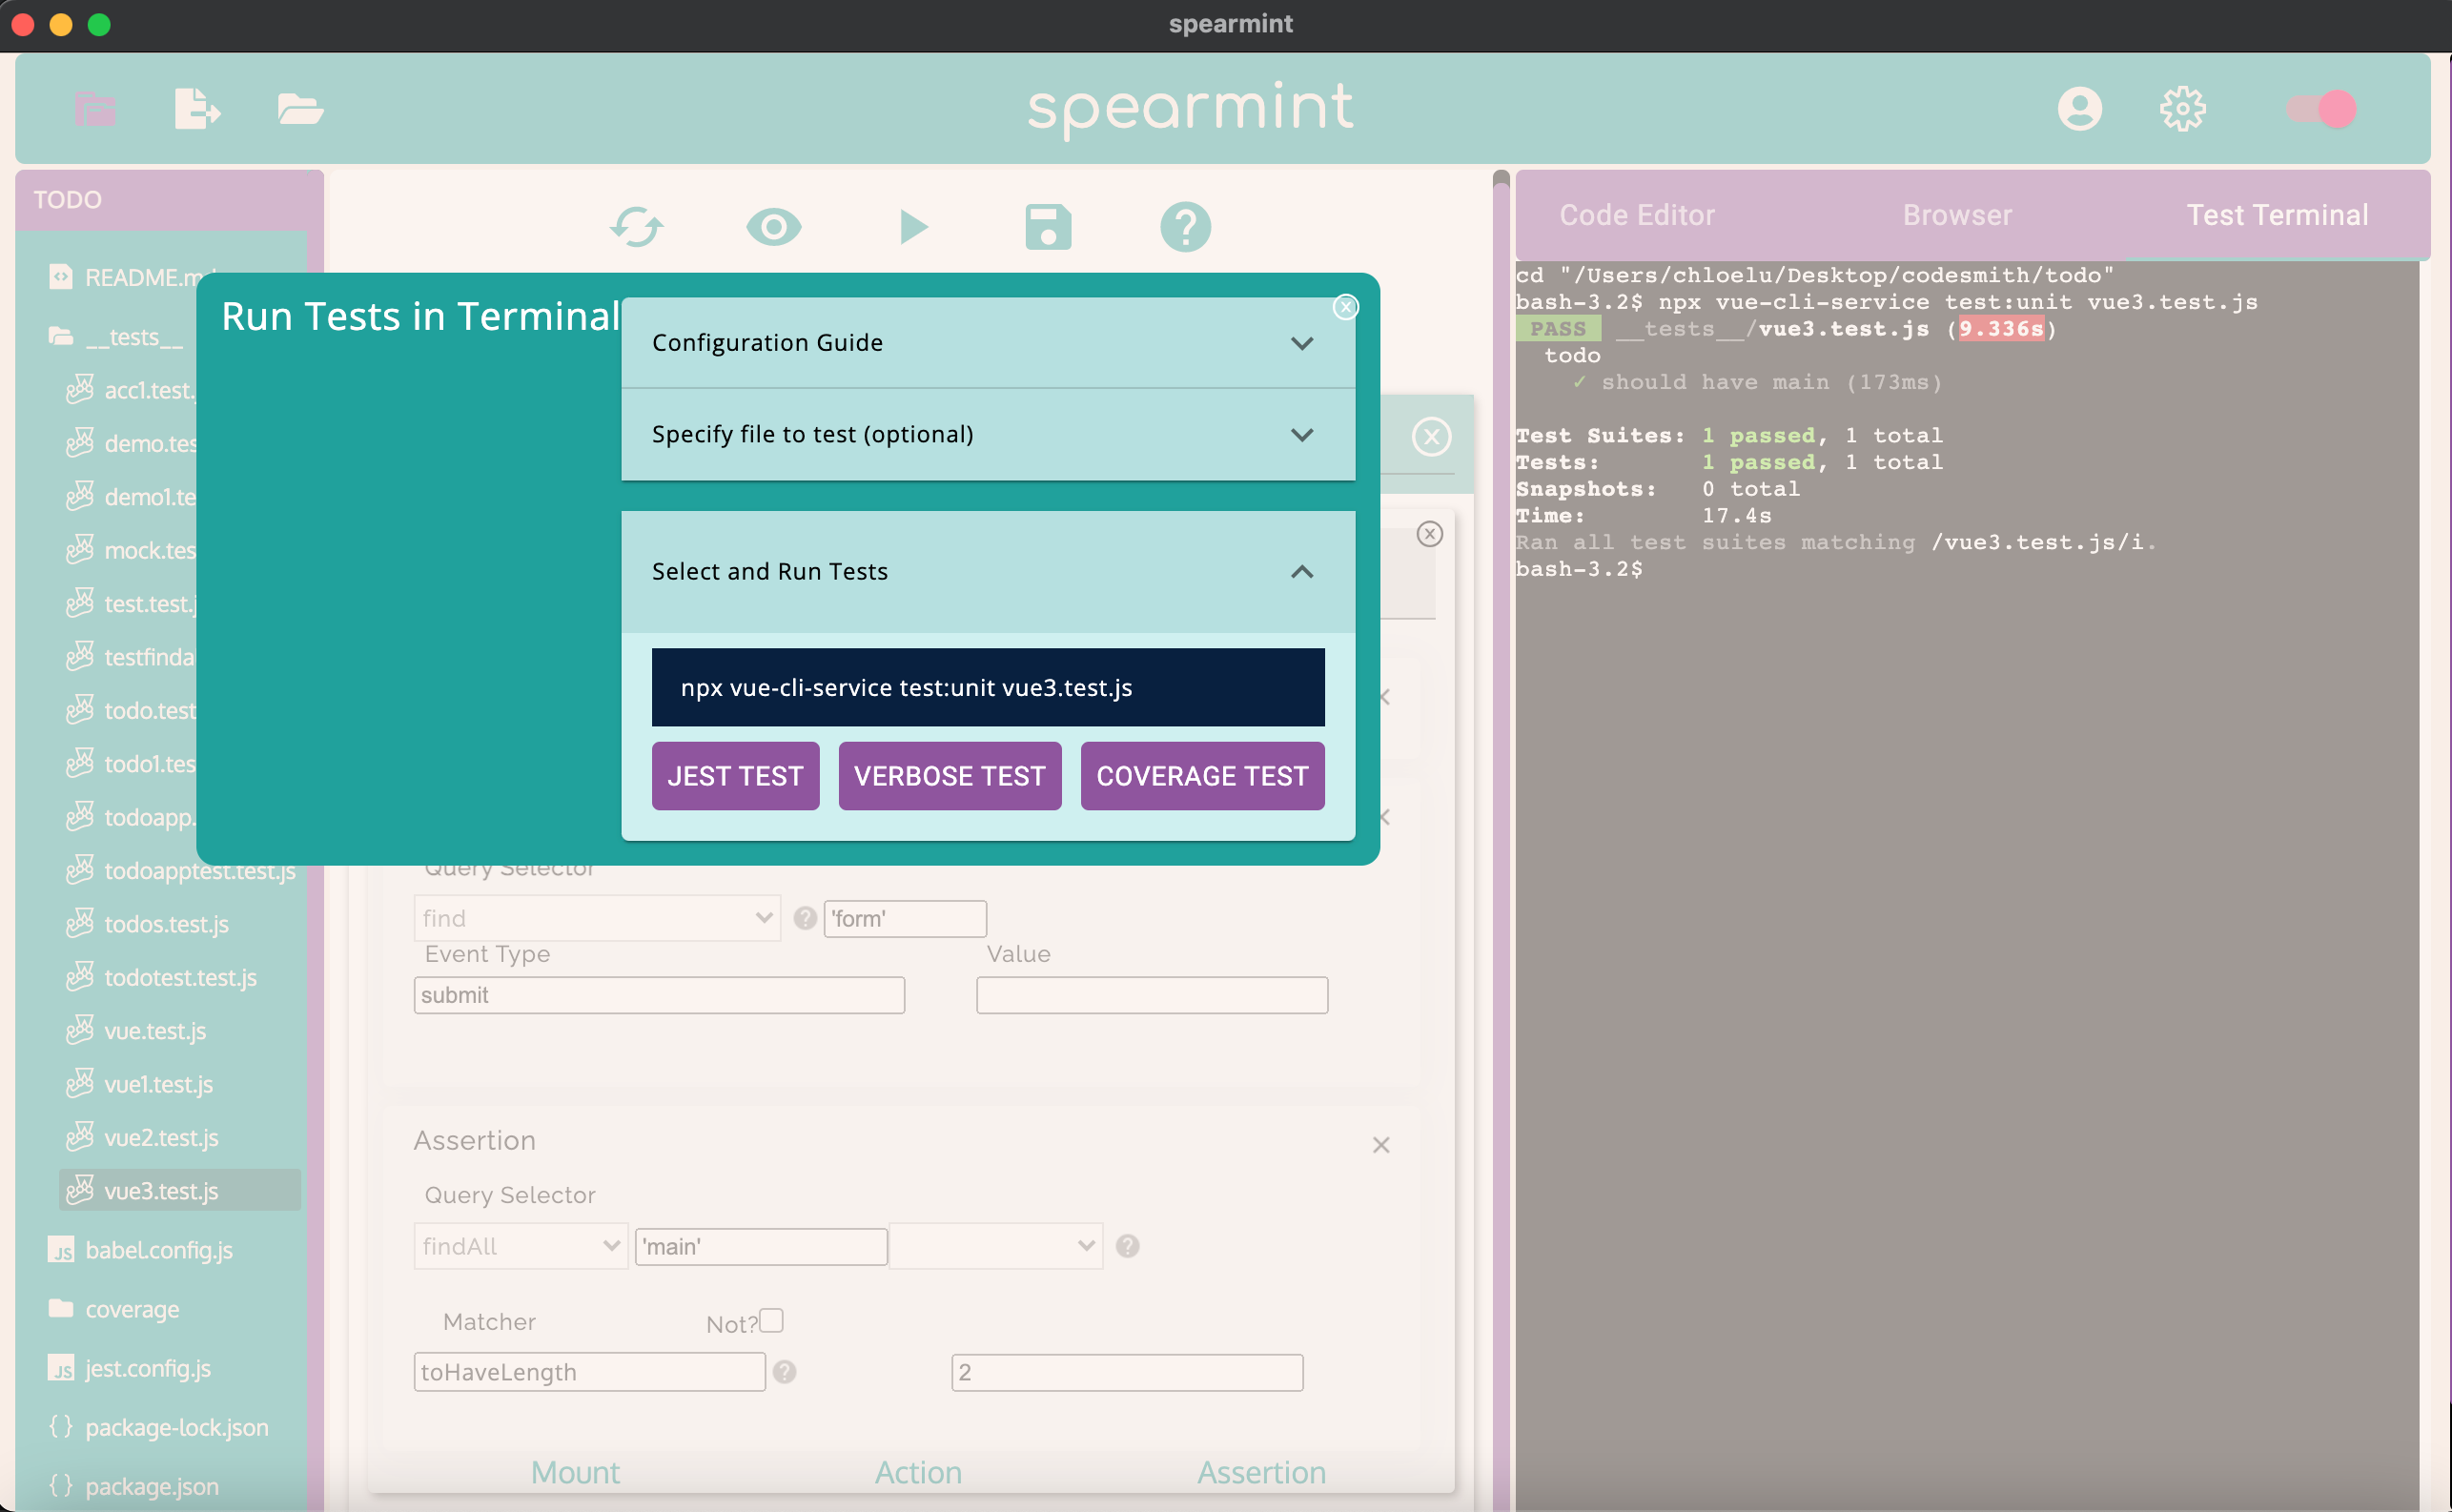 spearmint
spearmint
TODO
README.m
__tests__
acc1.test.
demo.tes
demo1.te
mock.tes
test.test.j
testfinda
todo.test
todo1.tes
todoapp.
todoapptest.test.js
todos.test.js
todotest.test.js
vue.test.js
vue1.test.js
vue2.test.js
vue3.test.js
JS babel.config.js
coverage
JS jest.config.js
{ } package-lock.json
{ } package.json
Run Tests in Terminal
Configuration Guide
Specify file to test (optional)
Select and Run Tests
npx vue-cli-service test:unit vue3.test.js
JEST TEST VERBOSE TEST COVERAGE TEST
Query Selector
find ? 'form'
Event Type Value
submit
Assertion
Query Selector
findAll 'main' ?
Matcher Not?
toHaveLength ? 2
Mount Action Assertion
Code Editor Browser Test Terminal
cd "/Users/chloelu/Desktop/codesmith/todo"
bash-3.2$ npx vue-cli-service test:unit vue3.test.js
PASS __tests__/vue3.test.js (9.336s)
todo
✓ should have main (173ms)
Test Suites: 1 passed, 1 total
Tests: 1 passed, 1 total
Snapshots: 0 total
Time: 17.4s
Ran all test suites matching /vue3.test.js/i.
bash-3.2$